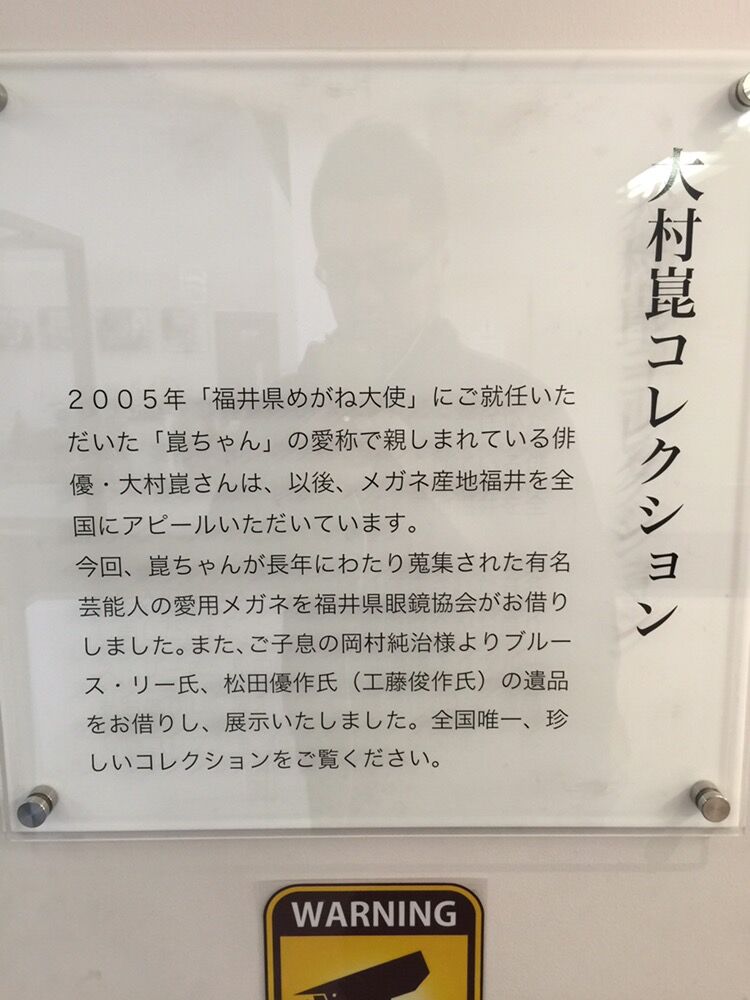 大村崑コレクション
２００５年「福井県めがね大使」にご就任いた
だいた「崑ちゃん」の愛称で親しまれている俳
優・大村崑さんは、以後、メガネ産地福井を全
国にアピールいただいています。
今回、崑ちゃんが長年にわたり蒐集された有名
芸能人の愛用メガネを福井県眼鏡協会がお借り
しました。また、ご子息の岡村純治様よりブルー
ス・リー氏、松田優作氏（工藤俊作氏）の遺品
をお借りし、展示いたしました。全国唯一、珍
しいコレクションをご覧ください。
WARNING